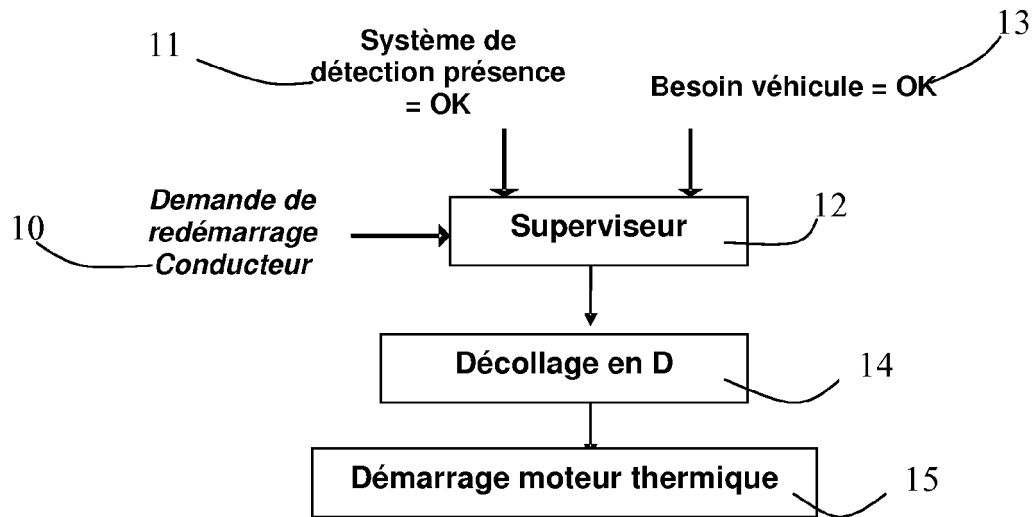 11
Système de
détection présence
= OK
13
Besoin véhicule = OK
10
Demande de
redémarrage
Conducteur
Superviseur
12
Décollage en D
14
Démarrage moteur thermique
15